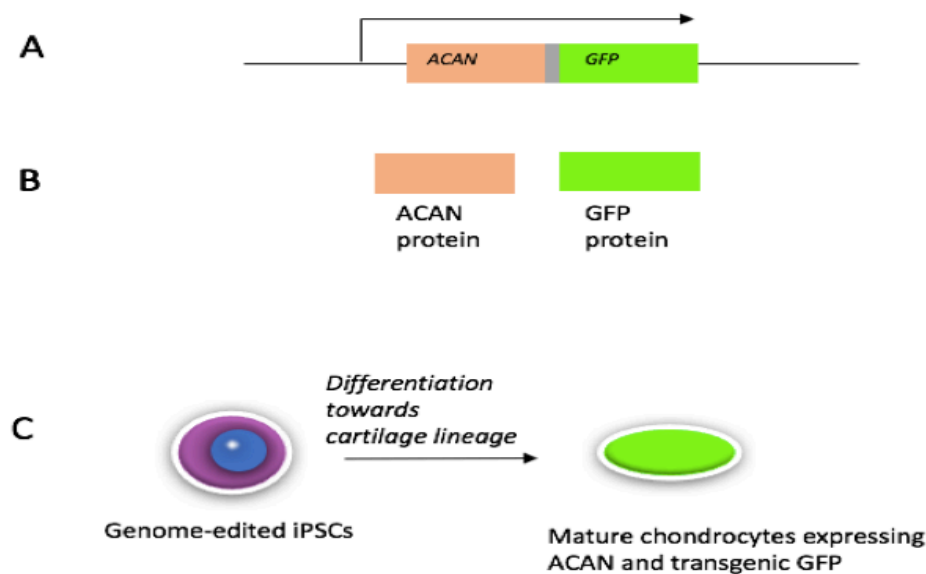 A
ACAN GFP
B
ACAN
protein
GFP
protein
C
Differentiation
towards
cartilage lineage
Genome-edited iPSCs
Mature chondrocytes expressing
ACAN and transgenic GFP